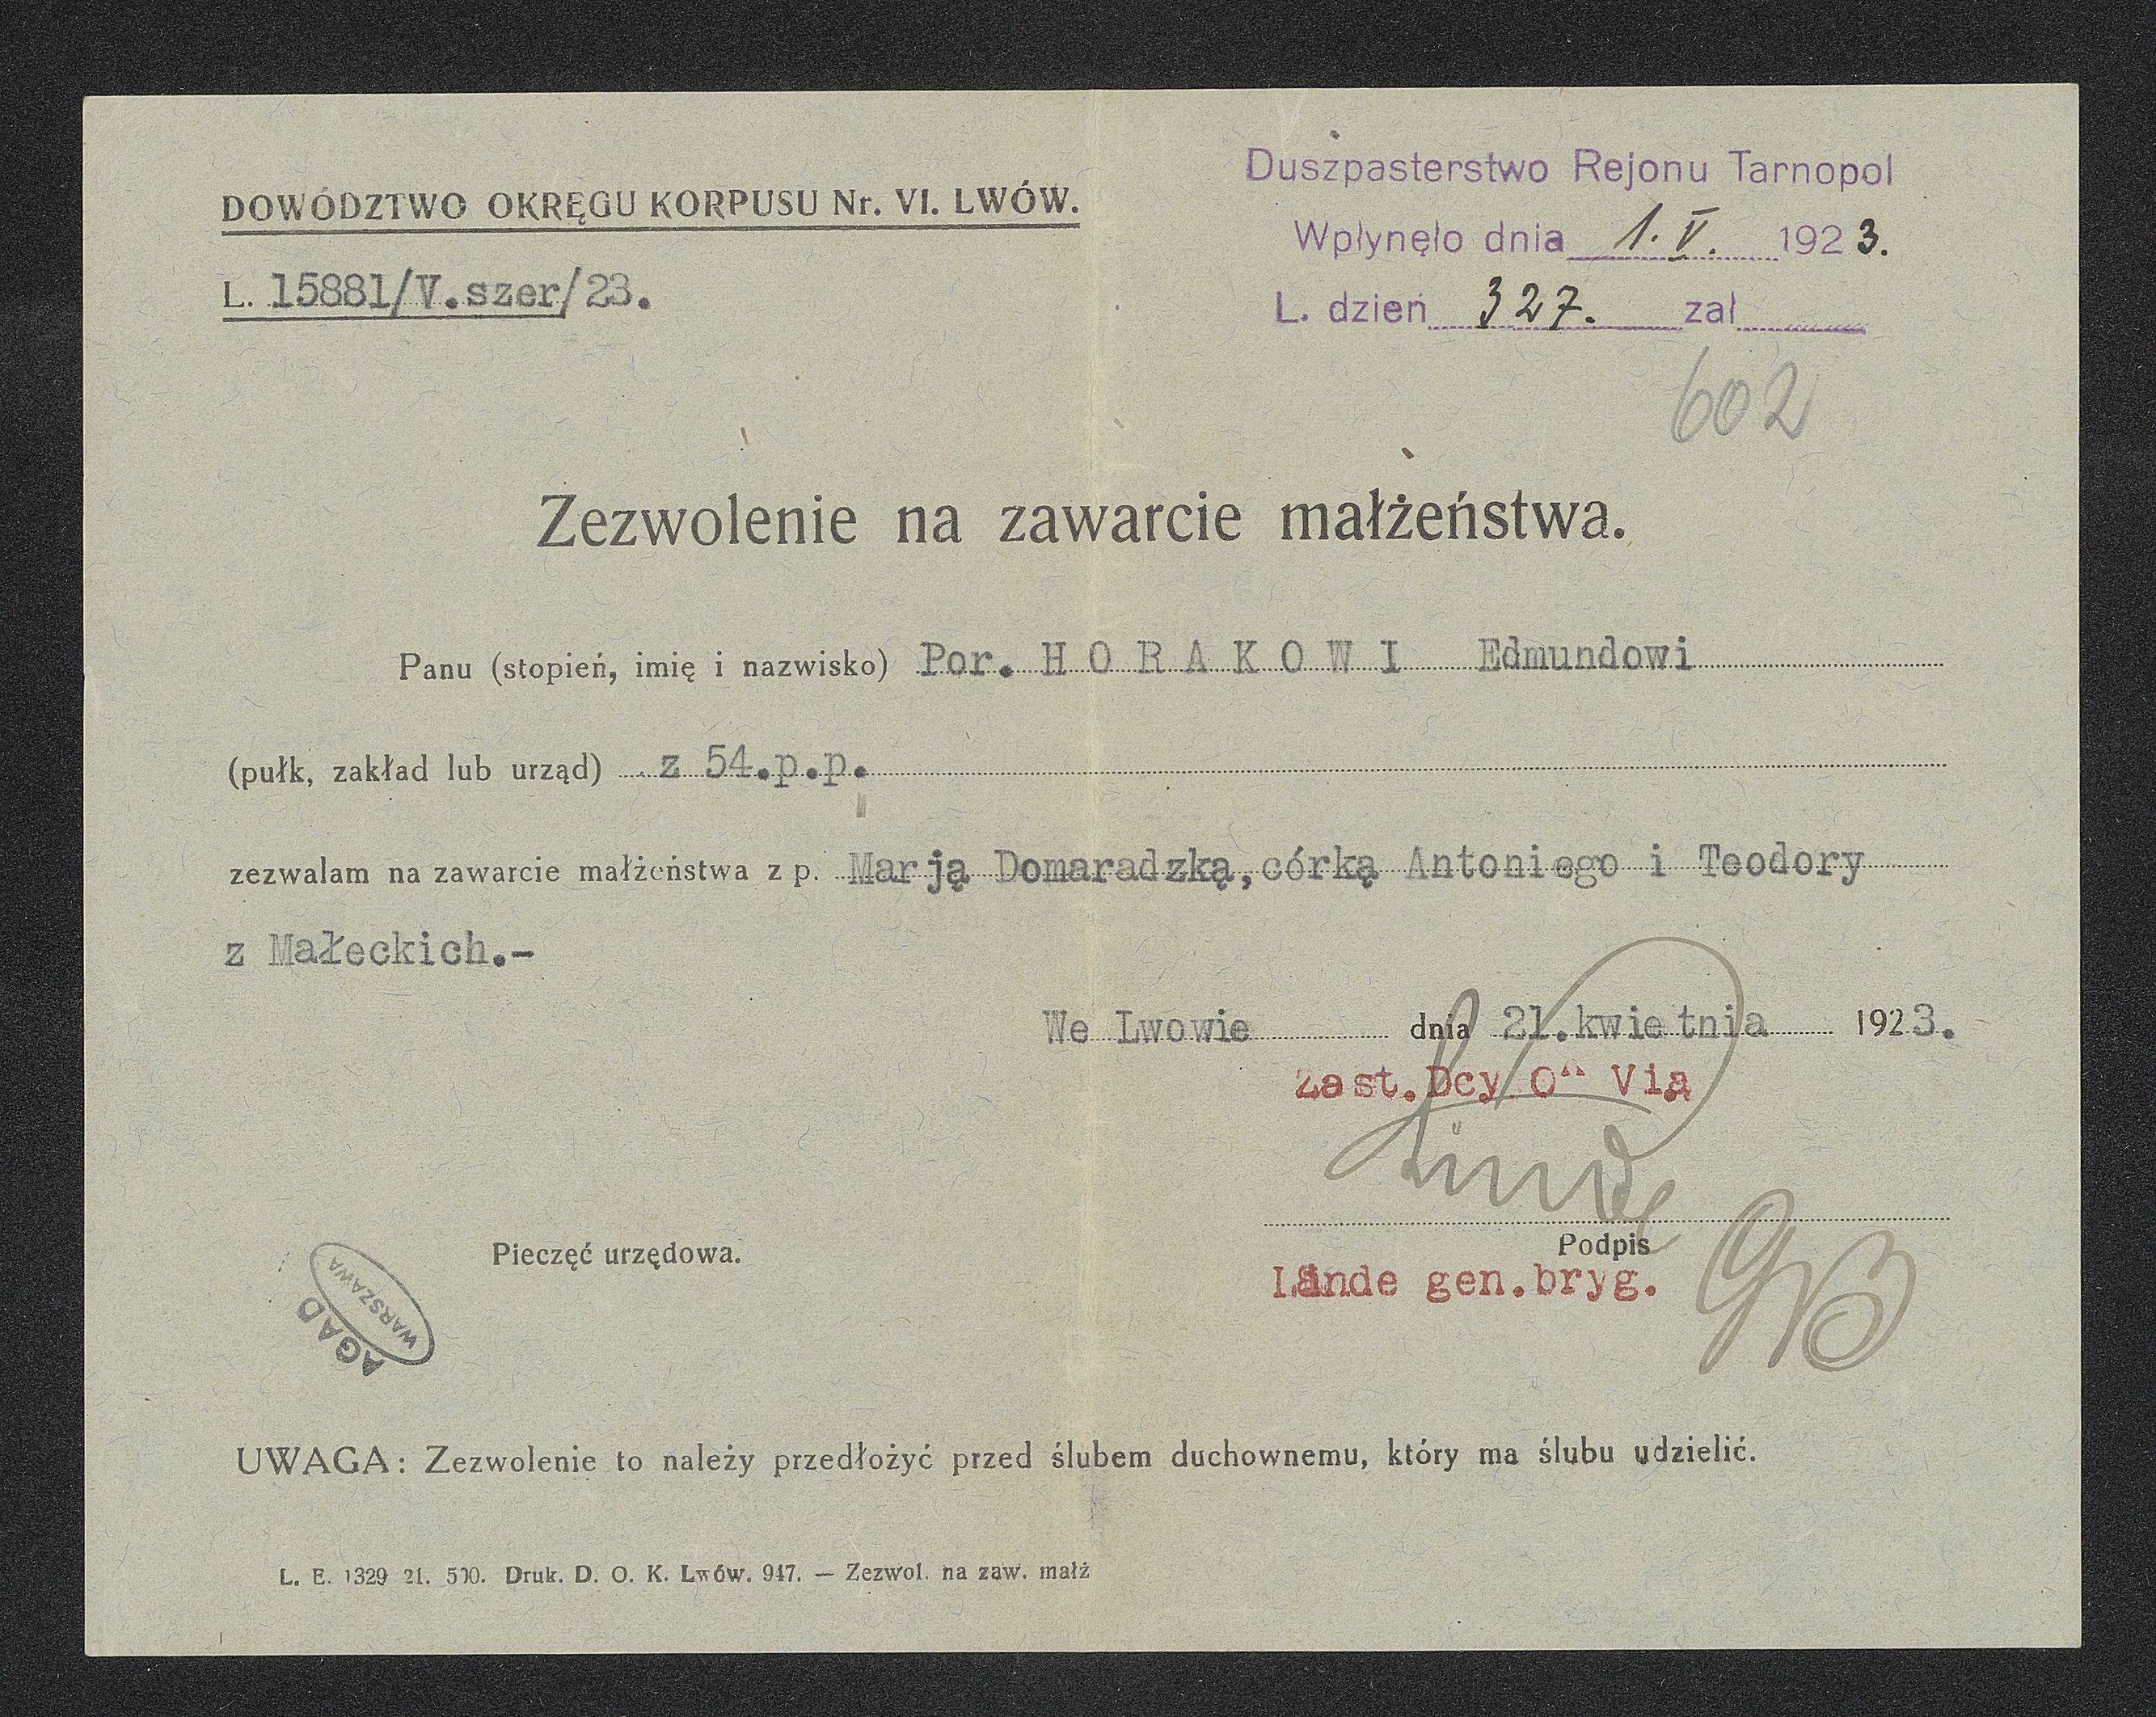 DOWÓDZTWO OKRĘGU KORPUSU Nr. VI. LWÓW.
L. 15881/V.szer/23.
Duszpasterstwo Rejonu Tarnopol
Wpłynęło dnia 1. V. 1923.
L. dzień 327. zał
602
Zezwolenie na zawarcie małżeństwa.
Panu (stopień, imię i nazwisko) Por. H O R A K O W I Edmundowi
(pułk, zakład lub urząd) z 54.p.p.
zezwalam na zawarcie małżeństwa z p. Marją Domaradzką, córką Antoniego i Teodory
z Małeckich.-
We Lwowie dnia 21.kwietnia 1923.
Zast.Dcy
Linde
Podpis
Linde gen.bryg.
Pieczęć urzędowa.
AGAD
WARSZAWA
UWAGA: Zezwolenie to należy przedłożyć przed ślubem duchownemu, który ma ślubu udzielić.
L. E. 1329 21. 500. Druk. D. O. K. Lwów. 947. — Zezwol. na zaw. małż